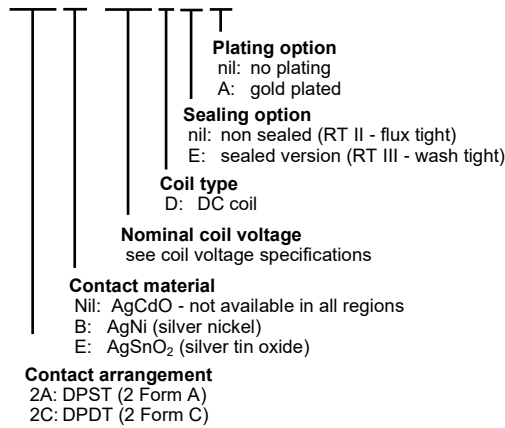 Plating option
nil: no plating
A: gold plated
Sealing option
nil: non sealed (RT II - flux tight)
E: sealed version (RT III - wash tight)
Coil type
D: DC coil
Nominal coil voltage
see coil voltage specifications
Contact material
Nil: AgCdO - not available in all regions
B: AgNi (silver nickel)
E: AgSnO₂ (silver tin oxide)
Contact arrangement
2A: DPST (2 Form A)
2C: DPDT (2 Form C)